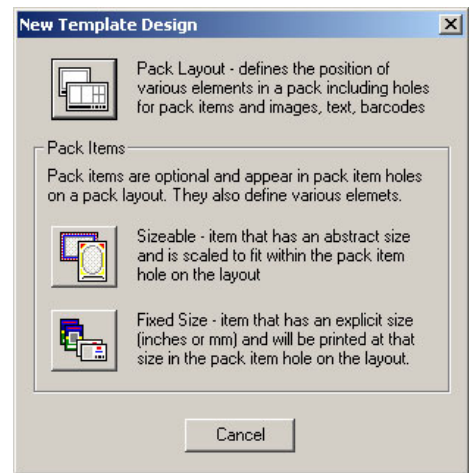 New Template Design
Pack Layout - defines the position of
various elements in a pack including holes
for pack items and images, text, barcodes
Pack Items
Pack items are optional and appear in pack item holes
on a pack layout. They also define various elemets.
Sizeable - item that has an abstract size
and is scaled to fit within the pack item
hole on the layout
Fixed Size - item that has an explicit size
(inches or mm) and will be printed at that
size in the pack item hole on the layout.
Cancel